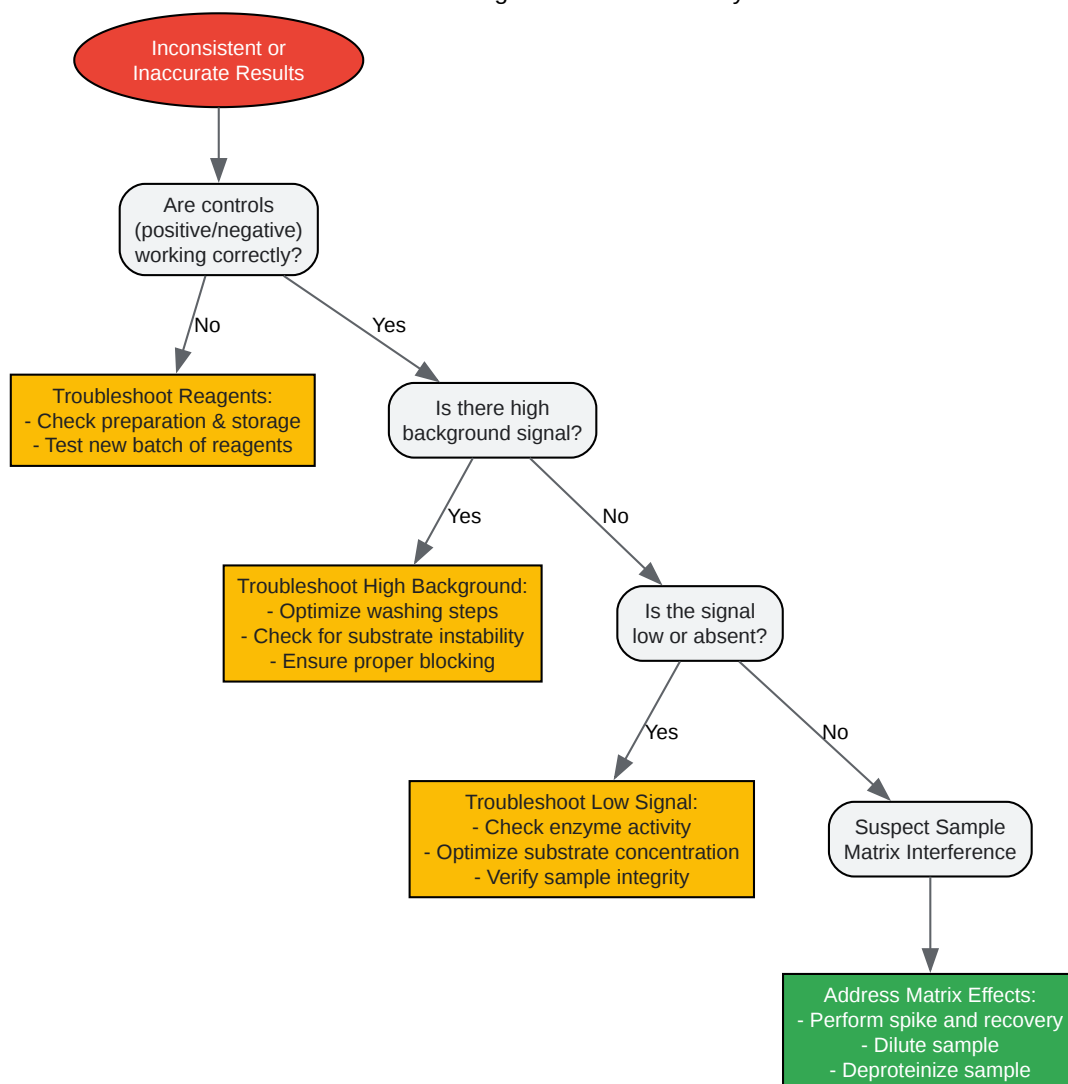 Inconsistent or
Inaccurate Results
Are controls
(positive/negative)
working correctly?
No
Yes
Troubleshoot Reagents:
- Check preparation & storage
- Test new batch of reagents
Is there high
background signal?
Yes
No
Troubleshoot High Background:
- Optimize washing steps
- Check for substrate instability
- Ensure proper blocking
Is the signal
low or absent?
Yes
No
Troubleshoot Low Signal:
- Check enzyme activity
- Optimize substrate concentration
- Verify sample integrity
Suspect Sample
Matrix Interference
Address Matrix Effects:
- Perform spike and recovery
- Dilute sample
- Deproteinize sample